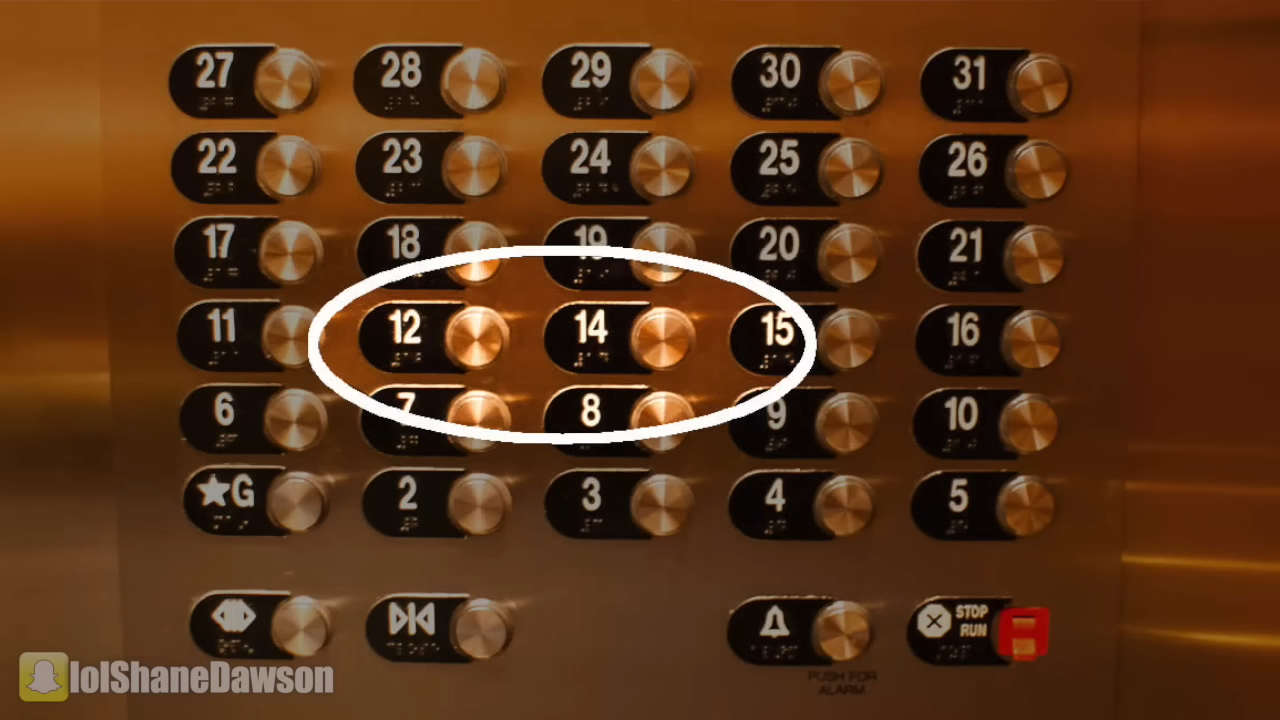 27 28 29 30 31
22 23 24 25 26
17 18 19 20 21
11 12 14 15 16
6 7 8 9 10
★G 2 3 4 5
STOP
RUN
PUSH FOR
ALARM
lolShaneDawson